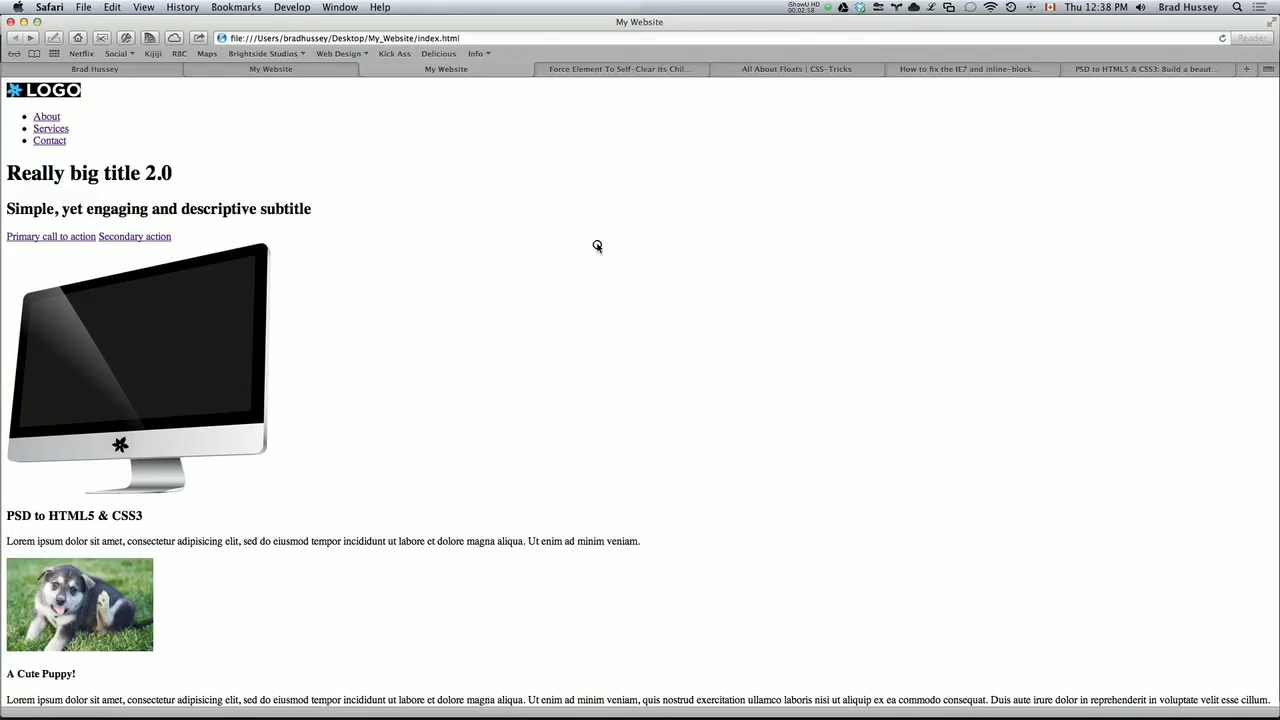 Safari File Edit View History Bookmarks Develop Window Help iShowU HD 00:02:58 Thu 12:38 PM Brad Hussey
My Website
file:///Users/bradhussey/Desktop/My_Website/index.html Reader
Netflix Social Kijiji RBC Maps Brightside Studios Web Design Kick Ass Delicious Info
Brad Hussey My Website My Website Force Element To Self-Clear its Chil... All About Floats | CSS-Tricks How to fix the IE7 and inline-block... PSD to HTML5 & CSS3: Build a beaut...
LOGO
About
Services
Contact
Really big title 2.0
Simple, yet engaging and descriptive subtitle
Primary call to action Secondary action
PSD to HTML5 & CSS3
Lorem ipsum dolor sit amet, consectetur adipisicing elit, sed do eiusmod tempor incididunt ut labore et dolore magna aliqua. Ut enim ad minim veniam.
A Cute Puppy!
Lorem ipsum dolor sit amet, consectetur adipisicing elit, sed do eiusmod tempor incididunt ut labore et dolore magna aliqua. Ut enim ad minim veniam, quis nostrud exercitation ullamco laboris nisi ut aliquip ex ea commodo consequat. Duis aute irure dolor in reprehenderit in voluptate velit esse cillum.